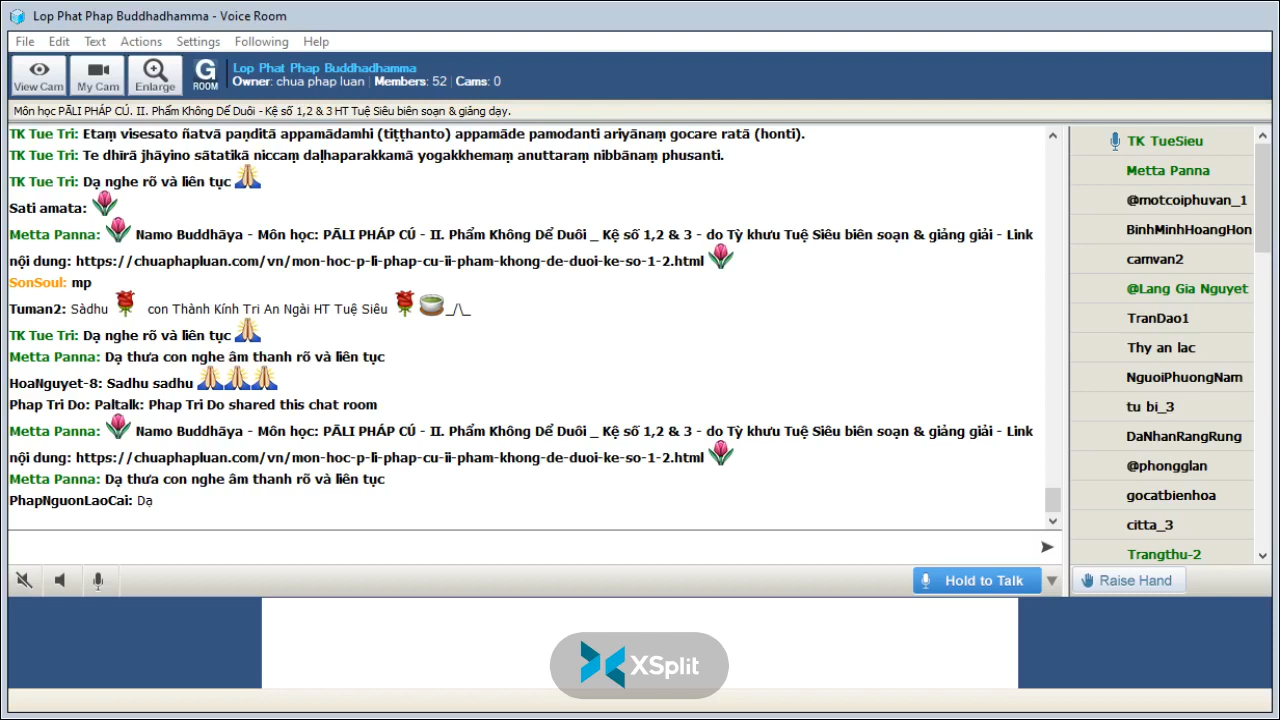 Lop Phat Phap Buddhadhamma - Voice Room
File Edit Text Actions Settings Following Help
View Cam My Cam Enlarge G ROOM
Lop Phat Phap Buddhadhamma
Owner: chua phap luan | Members: 52 | Cams: 0
Môn học PĀLI PHÁP CÚ. II. Phẩm Không Dể Duôi - Kệ số 1,2 & 3 HT Tuệ Siêu biên soạn & giảng dạy.
TK Tue Tri: Etaṃ visesato ñatvā paṇḍitā appamādamhi (tiṭṭhanto) appamāde pamodanti ariyānaṃ gocare ratā (honti).
TK Tue Tri: Te dhīrā jhāyino sātatikā niccaṃ daḷhaparakkamā yogakkhemaṃ anuttaraṃ nibbānaṃ phusanti.
TK Tue Tri: Dạ nghe rõ và liên tục
Sati amata:
Metta Panna: Namo Buddhāya - Môn học: PĀLI PHÁP CÚ - II. Phẩm Không Dể Duôi _ Kệ số 1,2 & 3 - do Tỳ khưu Tuệ Siêu biên soạn & giảng giải - Link
nội dung: https://chuaphapluan.com/vn/mon-hoc-p-li-phap-cu-ii-pham-khong-de-duoi-ke-so-1-2.html
SonSoul: mp
Tuman2: Sàdhu con Thành Kính Tri Ân Ngài HT Tuệ Siêu _/\_
TK Tue Tri: Dạ nghe rõ và liên tục
Metta Panna: Dạ thưa con nghe âm thanh rõ và liên tục
HoaNguyet-8: Sadhu sadhu
Phap Tri Do: Paltalk: Phap Tri Do shared this chat room
Metta Panna: Namo Buddhāya - Môn học: PĀLI PHÁP CÚ - II. Phẩm Không Dể Duôi _ Kệ số 1,2 & 3 - do Tỳ khưu Tuệ Siêu biên soạn & giảng giải - Link
nội dung: https://chuaphapluan.com/vn/mon-hoc-p-li-phap-cu-ii-pham-khong-de-duoi-ke-so-1-2.html
Metta Panna: Dạ thưa con nghe âm thanh rõ và liên tục
PhapNguonLaoCai: Dạ
TK TueSieu
Metta Panna
@motcoiphuvan_1
BinhMinhHoangHon
camvan2
@Lang Gia Nguyet
TranDao1
Thy an lac
NguoiPhuongNam
tu bi_3
DaNhanRangRung
@phongglan
gocatbienhoa
citta_3
Trangthu-2
Hold to Talk
Raise Hand
XSplit